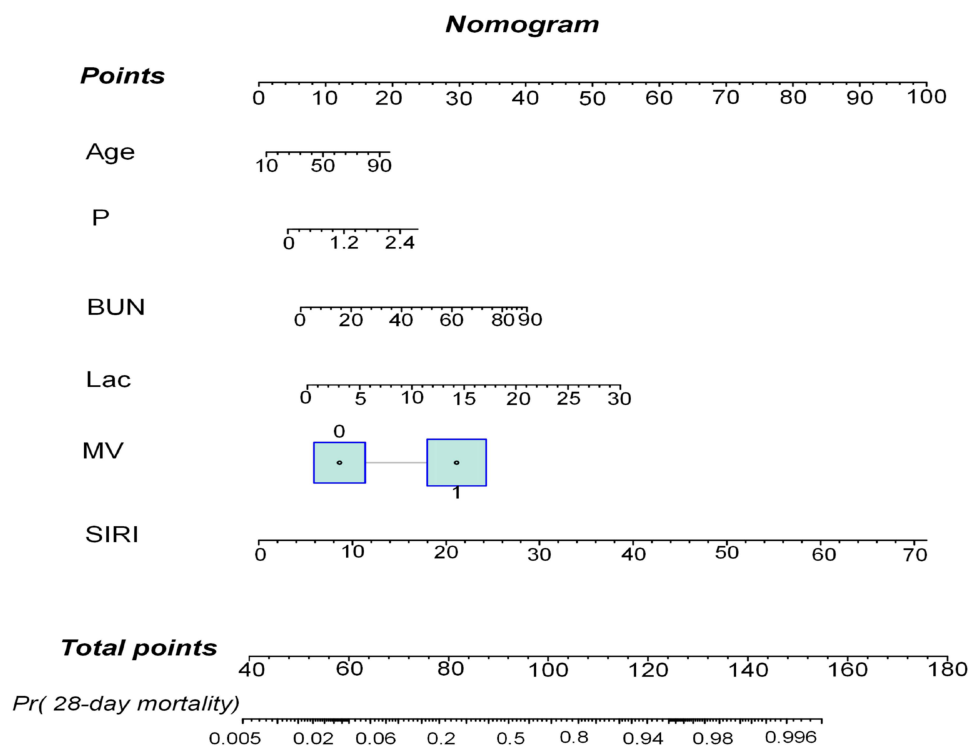 Nomogram
Points
0 10 20 30 40 50 60 70 80 90 100
Age
10 50 90
P
0 1.2 2.4
BUN
0 20 40 60 80 90
Lac
0 5 10 15 20 25 30
0
MV
1
SIRI
0 10 20 30 40 50 60 70
Total points
40 60 80 100 120 140 160 180
Pr( 28-day mortality)
0.005 0.02 0.06 0.2 0.5 0.8 0.94 0.98 0.996